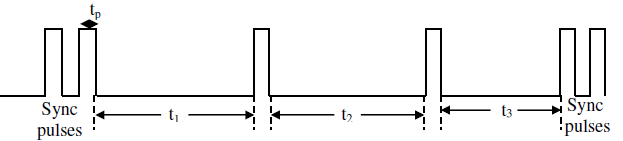 tp
Sync
pulses
t1
t2
t3
Sync
pulses